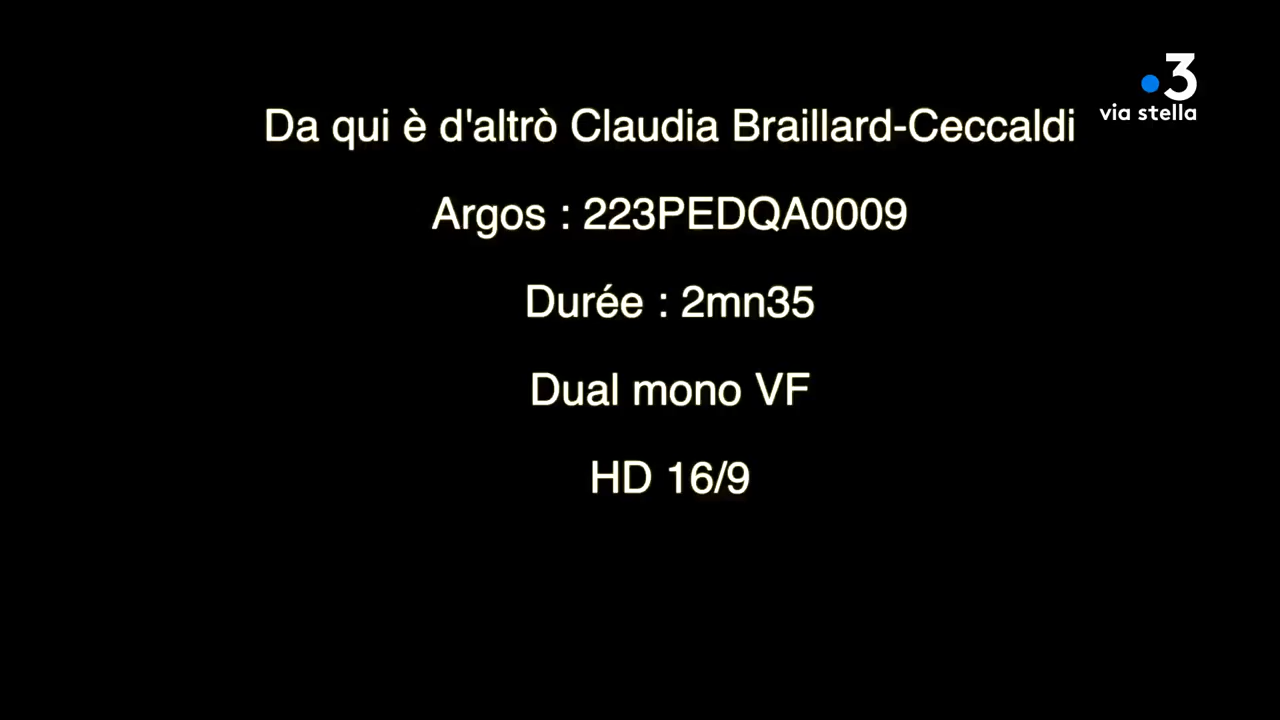 3
via stella
Da qui è d'altrò Claudia Braillard-Ceccaldi
Argos : 223PEDQA0009
Durée : 2mn35
Dual mono VF
HD 16/9